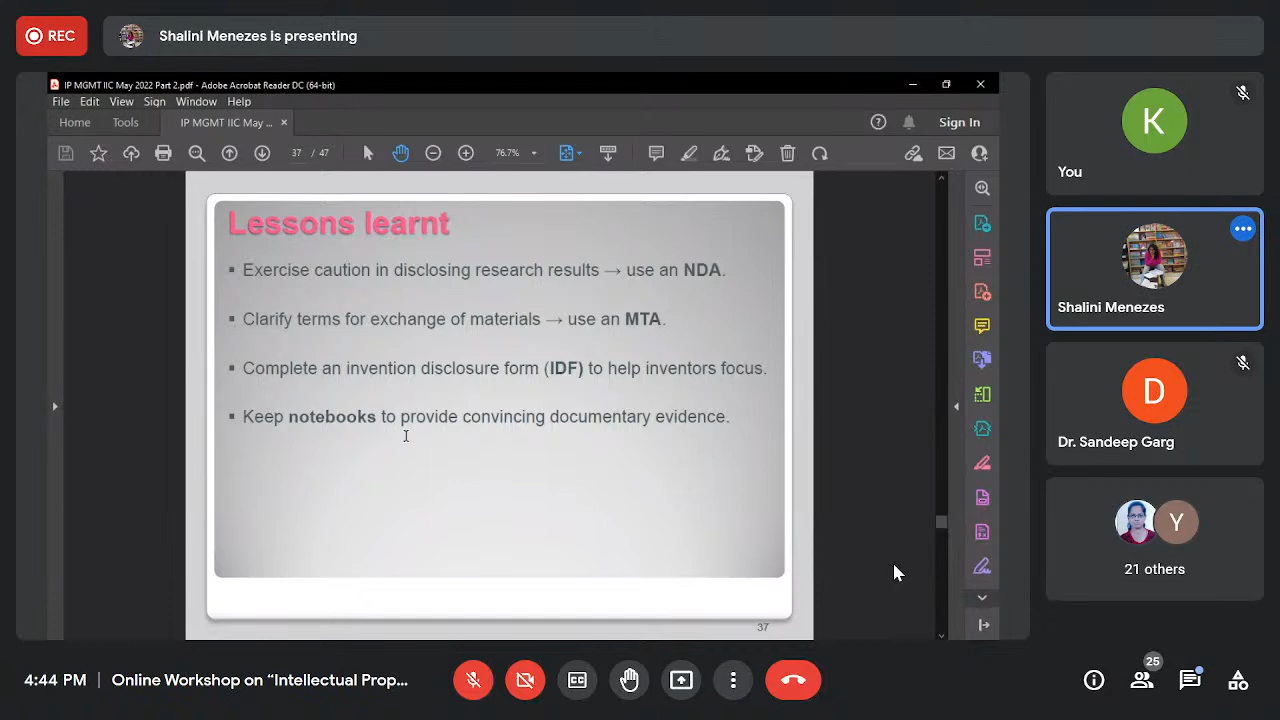 REC
Shalini Menezes is presenting
IP MGMT IIC May 2022 Part 2.pdf - Adobe Acrobat Reader DC (64-bit)
File Edit View Sign Window Help
Home Tools IP MGMT IIC May ... × Sign In
37 / 47 76.7%
Lessons learnt
▪ Exercise caution in disclosing research results → use an NDA.
▪ Clarify terms for exchange of materials → use an MTA.
▪ Complete an invention disclosure form (IDF) to help inventors focus.
▪ Keep notebooks to provide convincing documentary evidence.
37
K
You
Shalini Menezes
D
Dr. Sandeep Garg
Y
21 others
4:44 PM | Online Workshop on “Intellectual Prop...
25